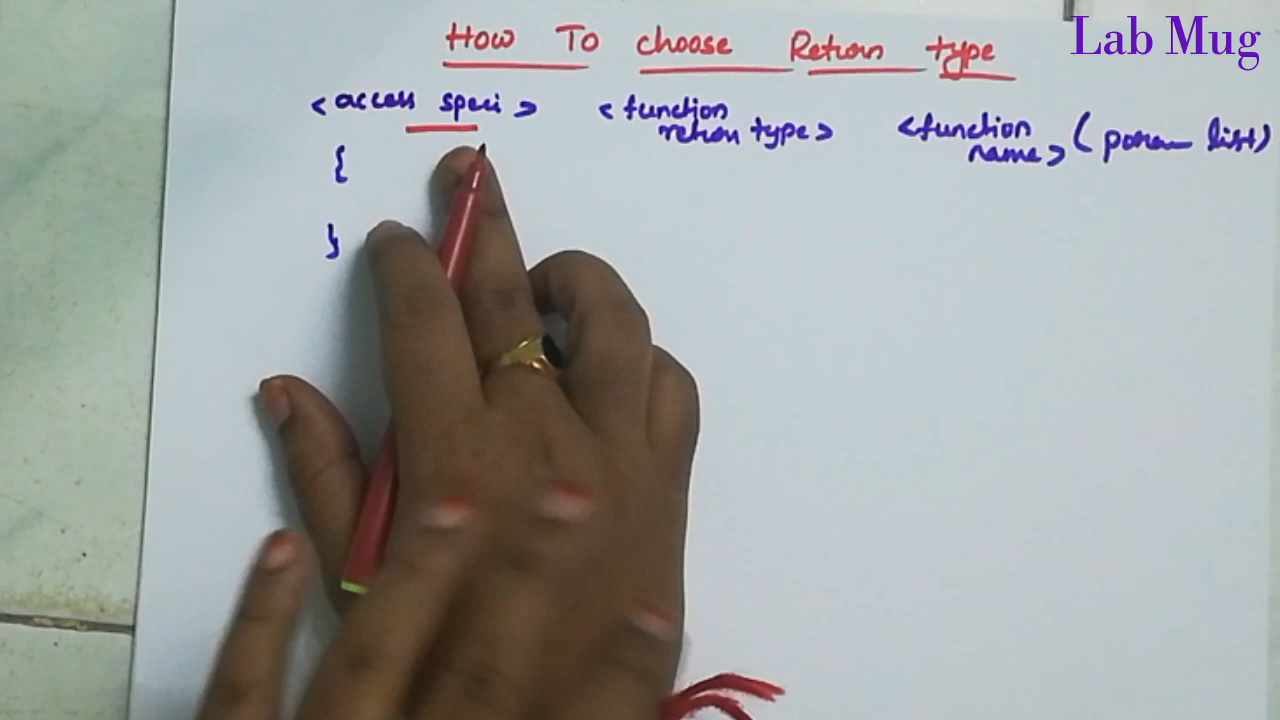 Lab Mug
How To choose Return type
<access speci> <function return type> <function name> (param list)
{
}